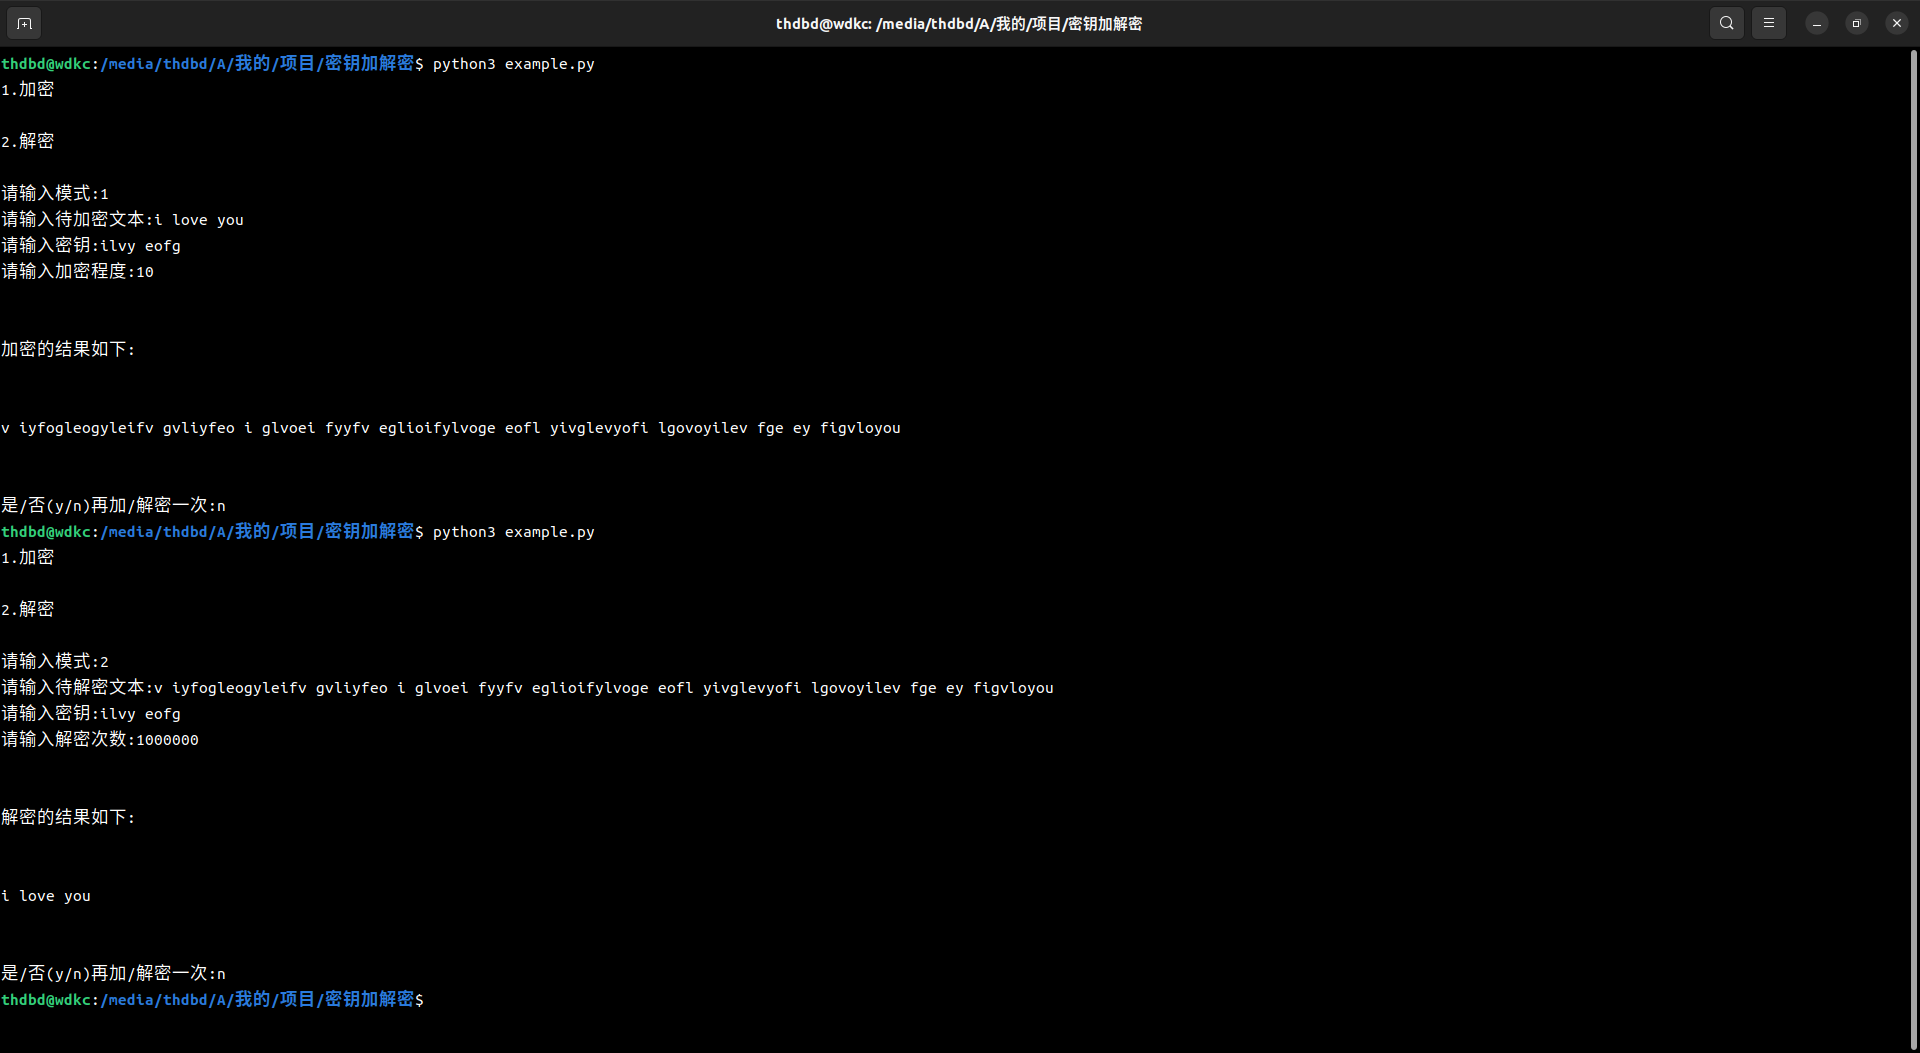 thdbd@wdkc: /media/thdbd/A/我的/项目/密钥加解密
thdbd@wdkc:/media/thdbd/A/我的/项目/密钥加解密$ python3 example.py
1.加密
2.解密
请输入模式:1
请输入待加密文本:i love you
请输入密钥:ilvy eofg
请输入加密程度:10
加密的结果如下:
v iyfogleogyleifv gvliyfeo i glvoei fyyfv eglioifylvoge eofl yivglevyofi lgovoyilev fge ey figvloyou
是/否(y/n)再加/解密一次:n
thdbd@wdkc:/media/thdbd/A/我的/项目/密钥加解密$ python3 example.py
1.加密
2.解密
请输入模式:2
请输入待解密文本:v iyfogleogyleifv gvliyfeo i glvoei fyyfv eglioifylvoge eofl yivglevyofi lgovoyilev fge ey figvloyou
请输入密钥:ilvy eofg
请输入解密次数:1000000
解密的结果如下:
i love you
是/否(y/n)再加/解密一次:n
thdbd@wdkc:/media/thdbd/A/我的/项目/密钥加解密$